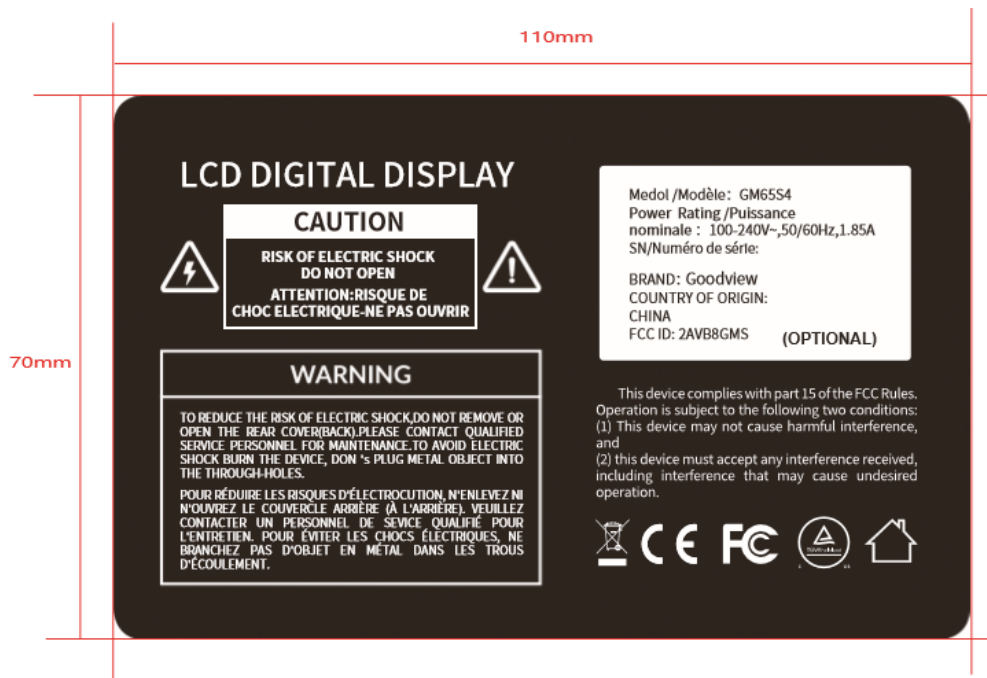 110mm
70mm
LCD DIGITAL DISPLAY
CAUTION
RISK OF ELECTRIC SHOCK
DO NOT OPEN
ATTENTION:RISQUE DE
CHOC ELECTRIQUE-NE PAS OUVRIR
WARNING
TO REDUCE THE RISK OF ELECTRIC SHOCK,DO NOT REMOVE OR
OPEN THE REAR COVER(BACK).PLEASE CONTACT QUALIFIED
SERVICE PERSONNEL FOR MAINTENANCE.TO AVOID ELECTRIC
SHOCK BURN THE DEVICE, DON 's PLUG METAL OBJECT INTO
THE THROUGH-HOLES.
POUR RÉDUIRE LES RISQUES D'ÉLECTROCUTION, N'ENLEVEZ NI
N'OUVREZ LE COUVERCLE ARRIÈRE (À L'ARRIÈRE). VEUILLEZ
CONTACTER UN PERSONNEL DE SEVICE QUALIFIÉ POUR
L'ENTRETIEN. POUR ÉVITER LES CHOCS ÉLECTRIQUES, NE
BRANCHEZ PAS D'OBJET EN MÉTAL DANS LES TROUS
D'ÉCOULEMENT.
Medol /Modèle: GM65S4
Power Rating /Puissance
nominale : 100-240V~,50/60Hz,1.85A
SN/Numéro de série:
BRAND: Goodview
COUNTRY OF ORIGIN:
CHINA
FCC ID: 2AVB8GMS (OPTIONAL)
This device complies with part 15 of the FCC Rules.
Operation is subject to the following two conditions:
(1) This device may not cause harmful interference,
and
(2) this device must accept any interference received,
including interference that may cause undesired
operation.
CE FC